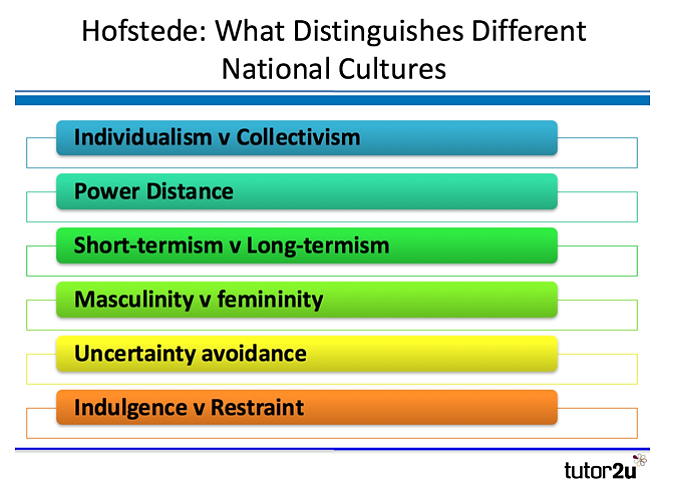 Hofstede: What Distinguishes Different
National Cultures
Individualism v Collectivism
Power Distance
Short-termism v Long-termism
Masculinity v femininity
Uncertainty avoidance
Indulgence v Restraint
tutor2u